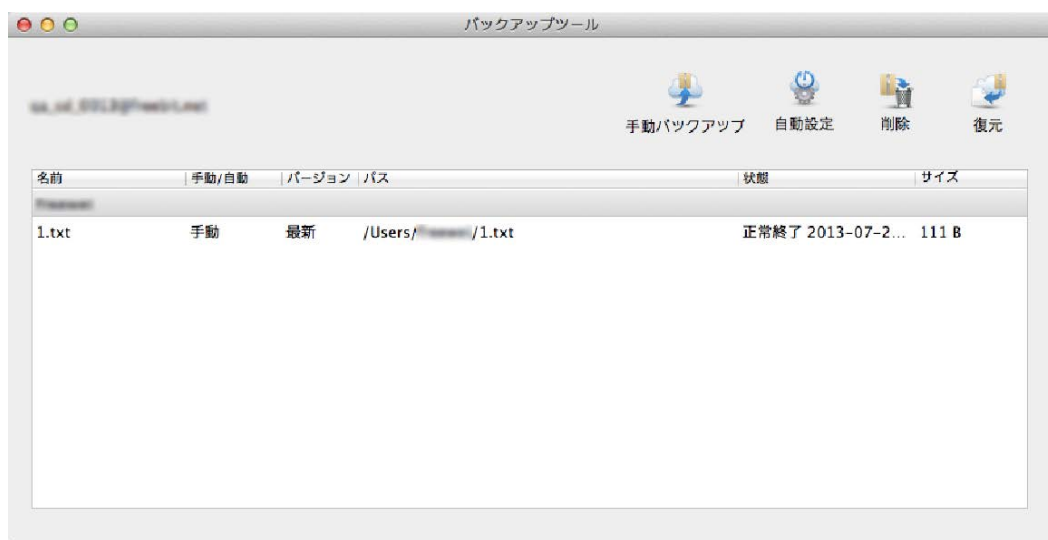 バックアップツール
手動バックアップ 自動設定 削除 復元
名前 手動/自動 バージョン パス 状態 サイズ
1.txt 手動 最新 /Users/ /1.txt 正常終了 2013-07-2... 111 B